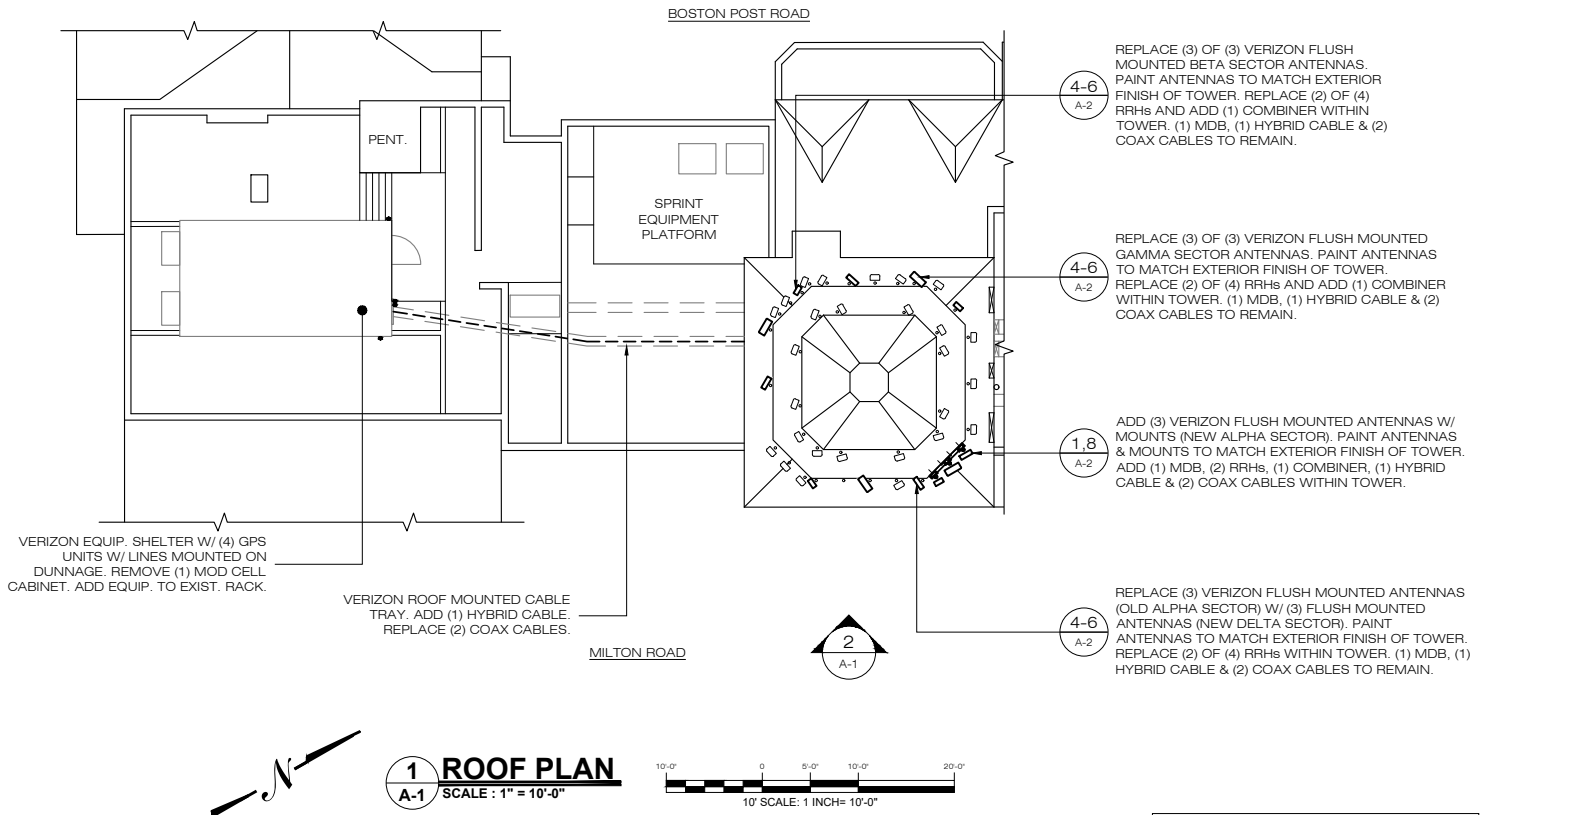 BOSTON POST ROAD
REPLACE (3) OF (3) VERIZON FLUSH
MOUNTED BETA SECTOR ANTENNAS.
PAINT ANTENNAS TO MATCH EXTERIOR
FINISH OF TOWER. REPLACE (2) OF (4)
RRHs AND ADD (1) COMBINER WITHIN
TOWER. (1) MDB, (1) HYBRID CABLE & (2)
COAX CABLES TO REMAIN.
4-6
A-2
PENT.
SPRINT
EQUIPMENT
PLATFORM
REPLACE (3) OF (3) VERIZON FLUSH MOUNTED
GAMMA SECTOR ANTENNAS. PAINT ANTENNAS
TO MATCH EXTERIOR FINISH OF TOWER.
REPLACE (2) OF (4) RRHs AND ADD (1) COMBINER
WITHIN TOWER. (1) MDB, (1) HYBRID CABLE & (2)
COAX CABLES TO REMAIN.
4-6
A-2
ADD (3) VERIZON FLUSH MOUNTED ANTENNAS W/
MOUNTS (NEW ALPHA SECTOR). PAINT ANTENNAS
& MOUNTS TO MATCH EXTERIOR FINISH OF TOWER.
ADD (1) MDB, (2) RRHs, (1) COMBINER, (1) HYBRID
CABLE & (2) COAX CABLES WITHIN TOWER.
1,8
A-2
VERIZON EQUIP. SHELTER W/ (4) GPS
UNITS W/ LINES MOUNTED ON
DUNNAGE. REMOVE (1) MOD CELL
CABINET. ADD EQUIP. TO EXIST. RACK.
VERIZON ROOF MOUNTED CABLE
TRAY. ADD (1) HYBRID CABLE.
REPLACE (2) COAX CABLES.
REPLACE (3) VERIZON FLUSH MOUNTED ANTENNAS
(OLD ALPHA SECTOR) W/ (3) FLUSH MOUNTED
ANTENNAS (NEW DELTA SECTOR). PAINT
ANTENNAS TO MATCH EXTERIOR FINISH OF TOWER.
REPLACE (2) OF (4) RRHs WITHIN TOWER. (1) MDB, (1)
HYBRID CABLE & (2) COAX CABLES TO REMAIN.
4-6
A-2
MILTON ROAD
2
A-1
N
1
A-1
ROOF PLAN
SCALE : 1" = 10'-0"
10'-0" 0 5'-0" 10'-0" 20'-0"
10' SCALE: 1 INCH= 10'-0"